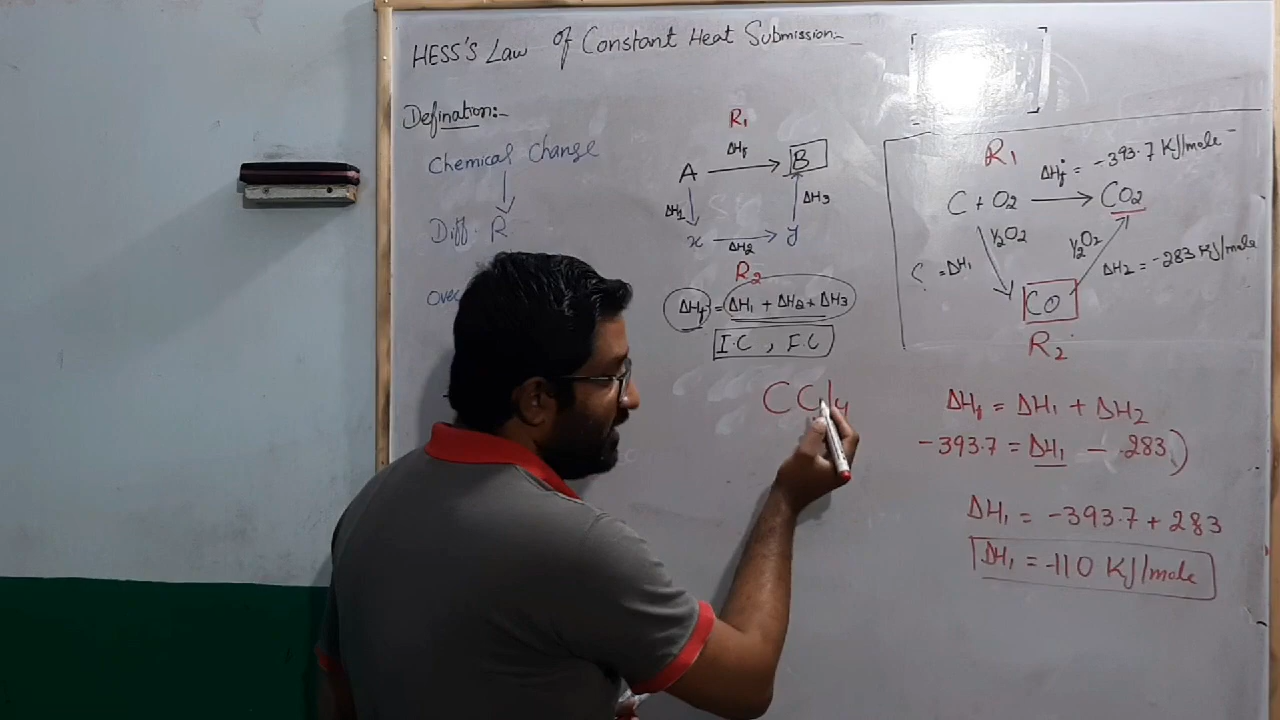 HESS'S Law of Constant Heat Submission:-
Defination:-
Chemical Change
Diff. R
R1
A ΔHf B
ΔH1 ΔH3
x ΔH2 y
R2
ΔHf = ΔH1 + ΔH2 + ΔH3
I.C , F.C
CCl4
R1
ΔHf° = -393.7 KJ/mole
C + O2 → CO2
½O2 ½O2
= ΔH1
ΔH2 = -283 KJ/mole
CO
R2
ΔHf = ΔH1 + ΔH2
-393.7 = ΔH1 - 283)
ΔH1 = -393.7 + 283
ΔH1 = -110 KJ/mole